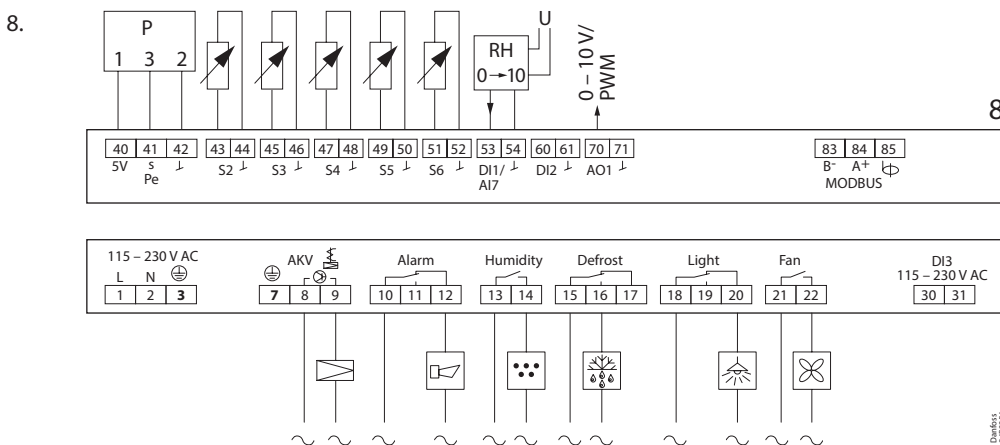 8.
P
1 3 2
RH
0→10
U
0 – 10 V/
PWM
8
40 41 42 43 44 45 46 47 48 49 50 51 52 53 54 60 61 70 71 83 84 85
5V s Pe S2 S3 S4 S5 S6 DI1/ AI7 DI2 AO1 B- A+
MODBUS
115 – 230 V AC
L N
AKV Alarm Humidity Defrost Light Fan DI3
115 – 230 V AC
1 2 3 7 8 9 10 11 12 13 14 15 16 17 18 19 20 21 22 30 31
Danfoss